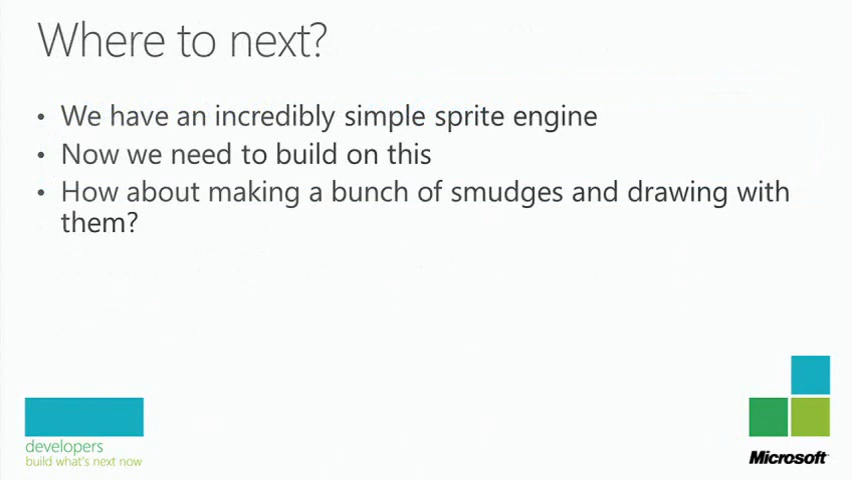 Where to next?
• We have an incredibly simple sprite engine
• Now we need to build on this
• How about making a bunch of smudges and drawing with
them?
developers
build what's next now
Microsoft